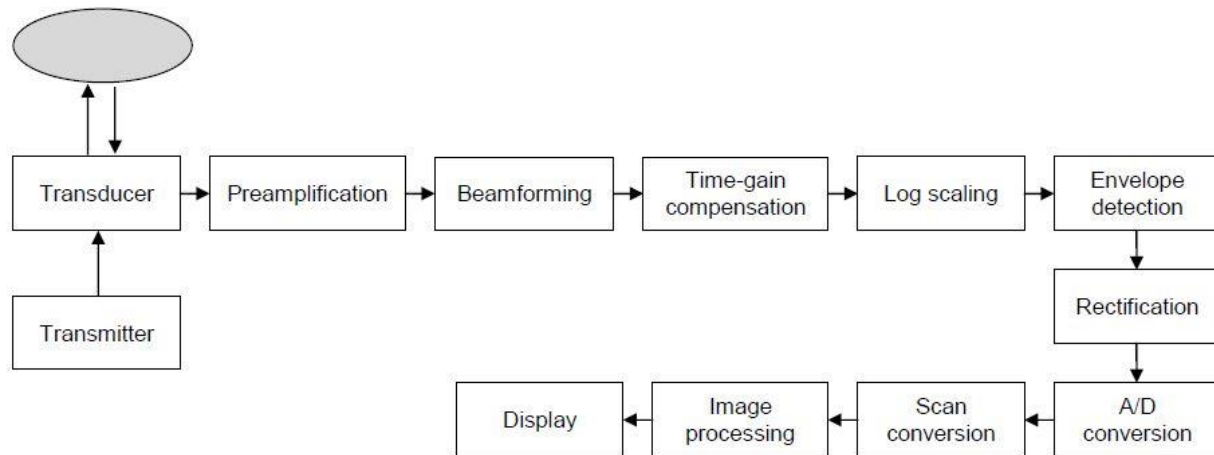 Transducer
Preamplification
Beamforming
Time-gain
compensation
Log scaling
Envelope
detection
Transmitter
Rectification
Display
Image
processing
Scan
conversion
A/D
conversion